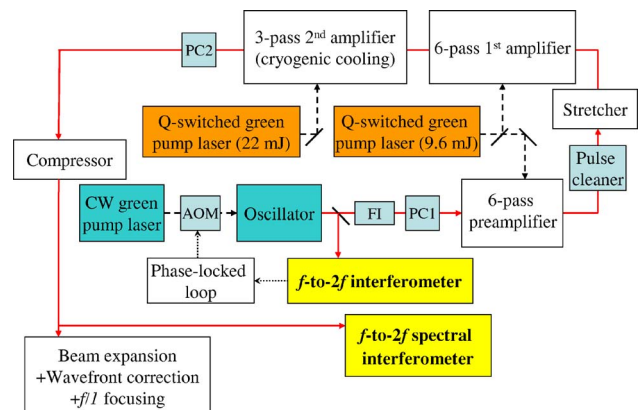 PC2
3-pass 2nd amplifier
(cryogenic cooling)
6-pass 1st amplifier
Stretcher
Q-switched green
pump laser (22 mJ)
Q-switched green
pump laser (9.6 mJ)
Compressor
Pulse
cleaner
CW green
pump laser
AOM
Oscillator
FI
PC1
6-pass
preamplifier
Phase-locked
loop
f-to-2f interferometer
f-to-2f spectral
interferometer
Beam expansion
+Wavefront correction
+f/1 focusing